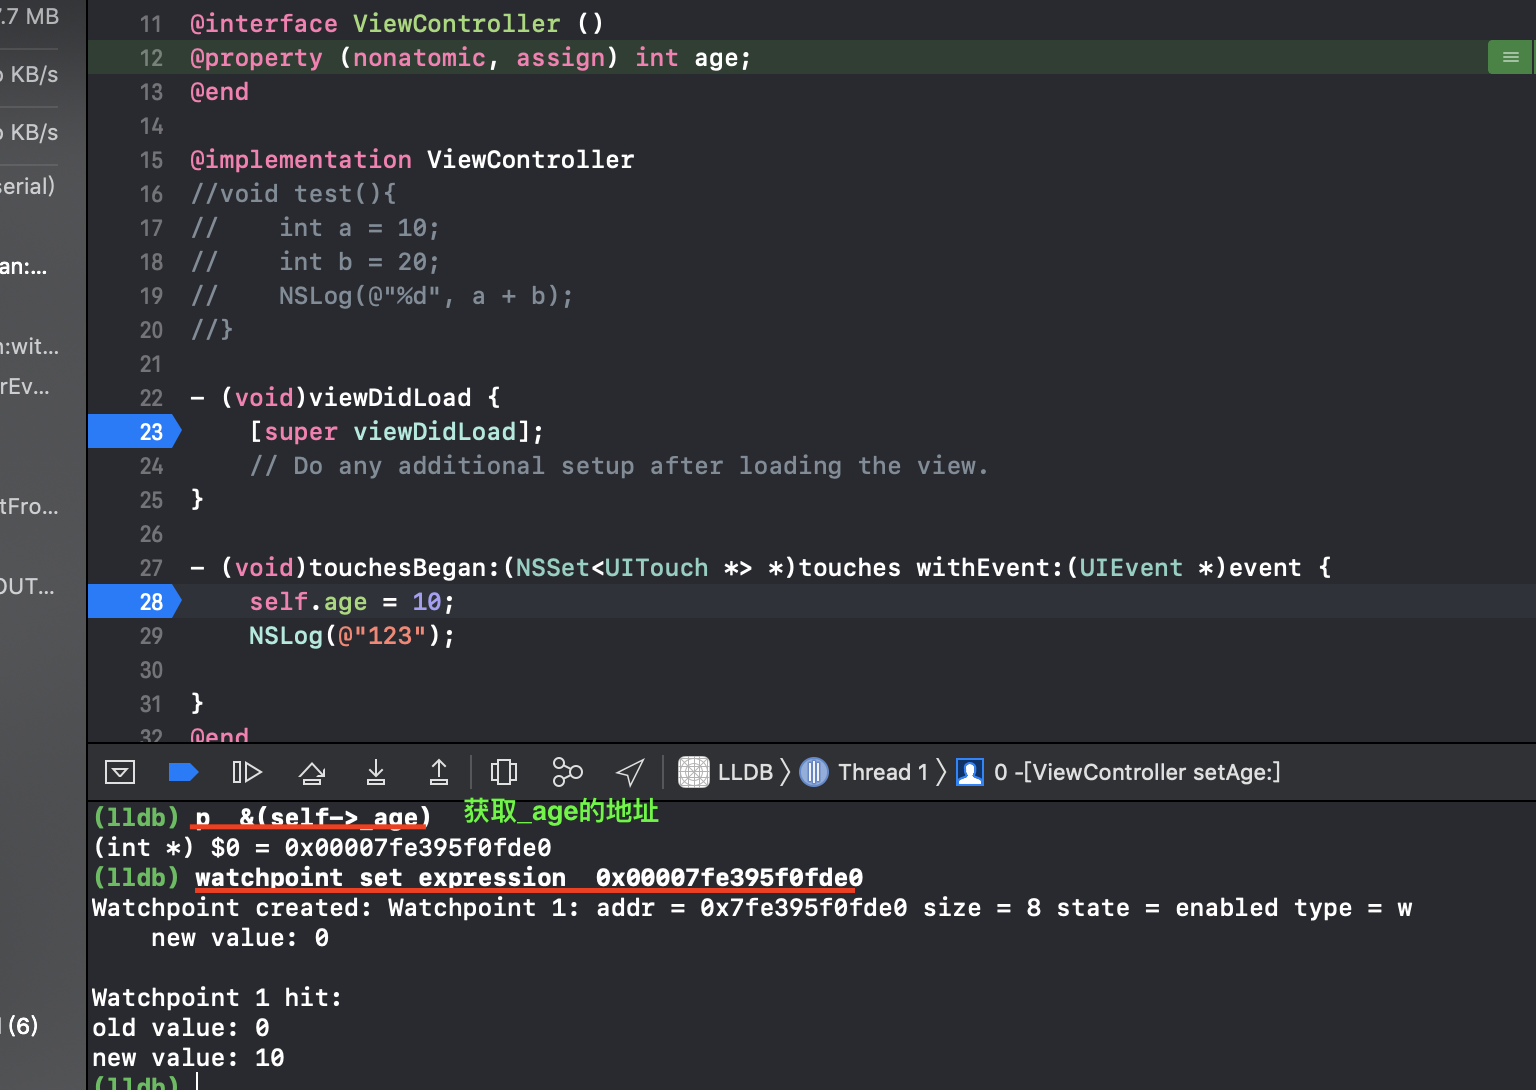 7.7 MB
KB/s
KB/s
serial)
an:...
n:wit...
rEv...
tFro...
OUT...
(6)
11 @interface ViewController ()
12 @property (nonatomic, assign) int age;
13 @end
14
15 @implementation ViewController
16 //void test(){
17 //    int a = 10;
18 //    int b = 20;
19 //    NSLog(@"%d", a + b);
20 //}
21
22 - (void)viewDidLoad {
23     [super viewDidLoad];
24     // Do any additional setup after loading the view.
25 }
26
27 - (void)touchesBegan:(NSSet<UITouch *> *)touches withEvent:(UIEvent *)event {
28     self.age = 10;
29     NSLog(@"123");
30
31 }
32 @end
LLDB 〉 Thread 1 〉 0 -[ViewController setAge:]
(lldb) p  &(self->_age) 获取_age的地址
(int *) $0 = 0x00007fe395f0fde0
(lldb) watchpoint set expression  0x00007fe395f0fde0
Watchpoint created: Watchpoint 1: addr = 0x7fe395f0fde0 size = 8 state = enabled type = w
    new value: 0
Watchpoint 1 hit:
old value: 0
new value: 10
(lldb)